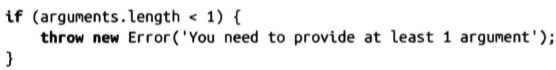 if (arguments.length < 1) {
    throw new Error('You need to provide at least 1 argument');
}